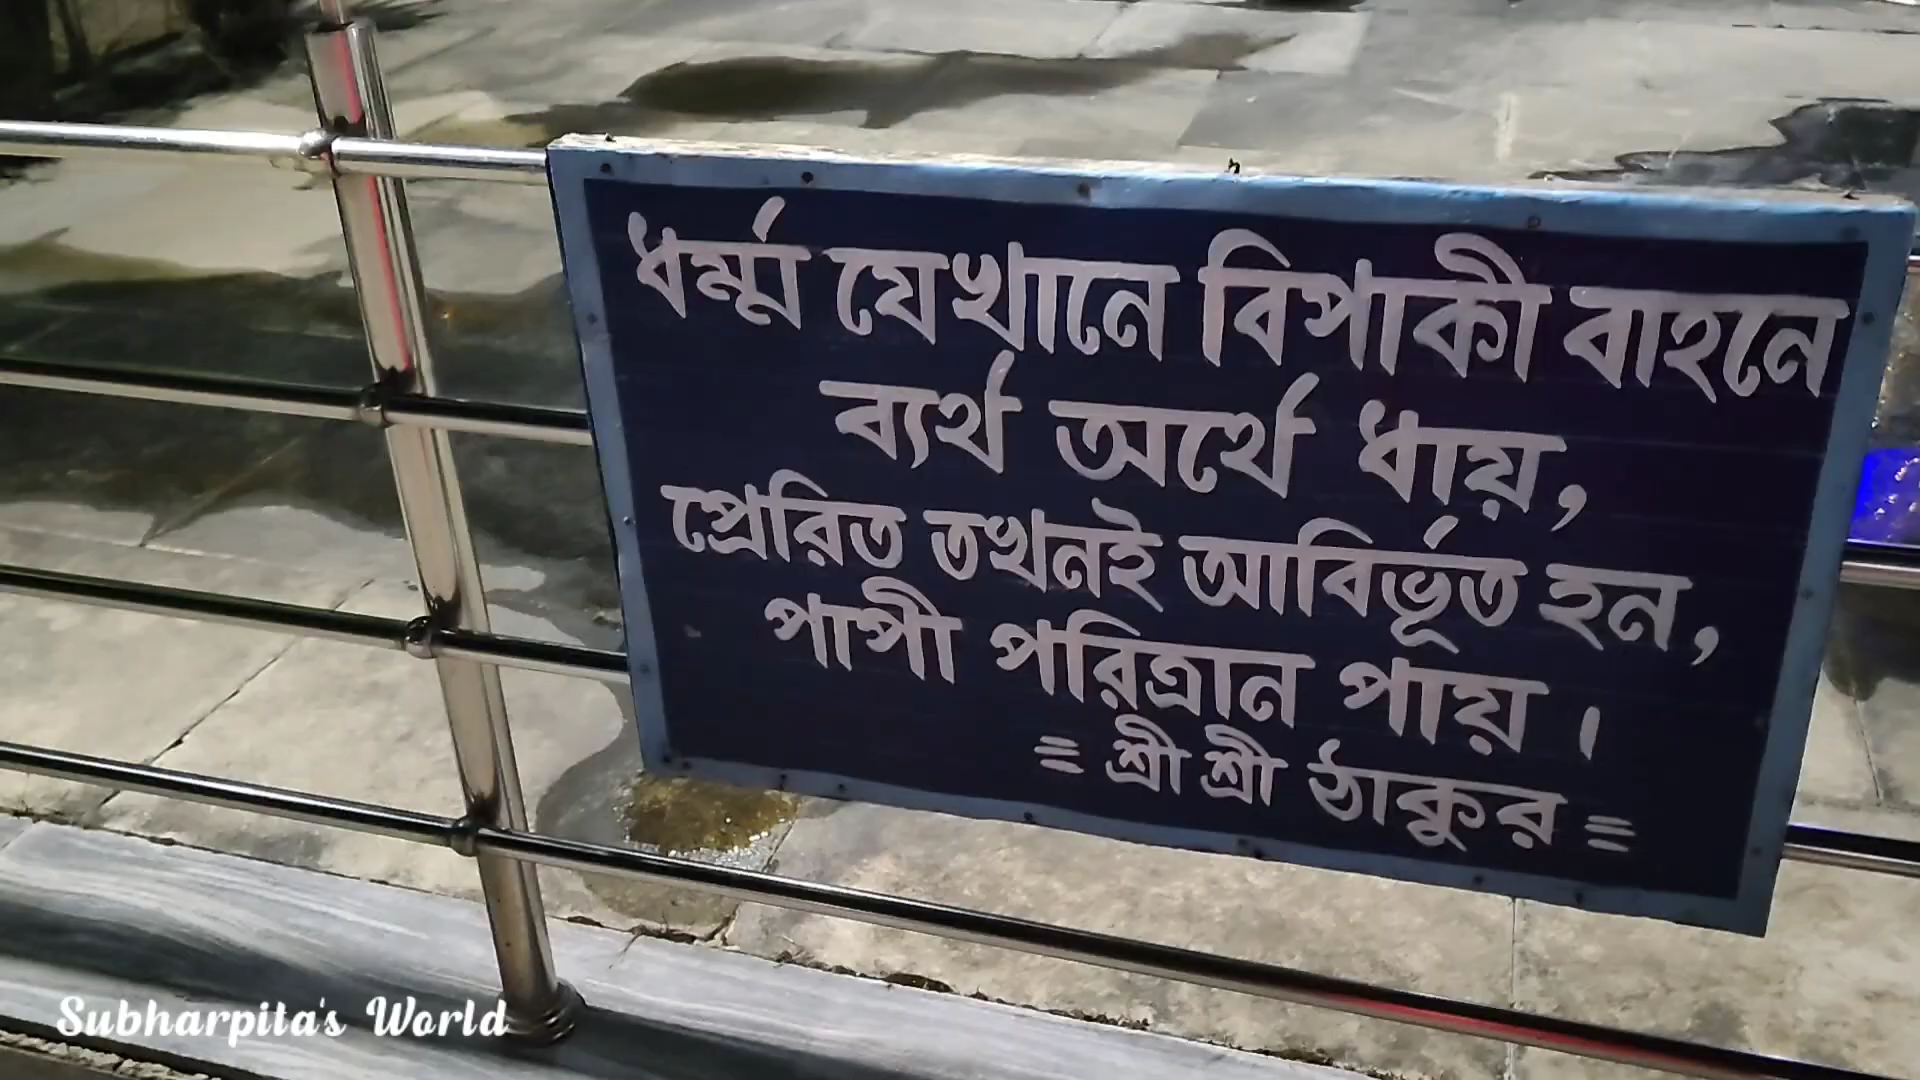 ধর্ম্ম যেখানে বিপাকী বাহনে
ব্যর্থ অর্থে ধায়,
প্রেরিত তখনই আবির্ভূত হন,
পাপী পরিত্রান পায়।
= শ্রী শ্রী ঠাকুর =
Subharpita's World